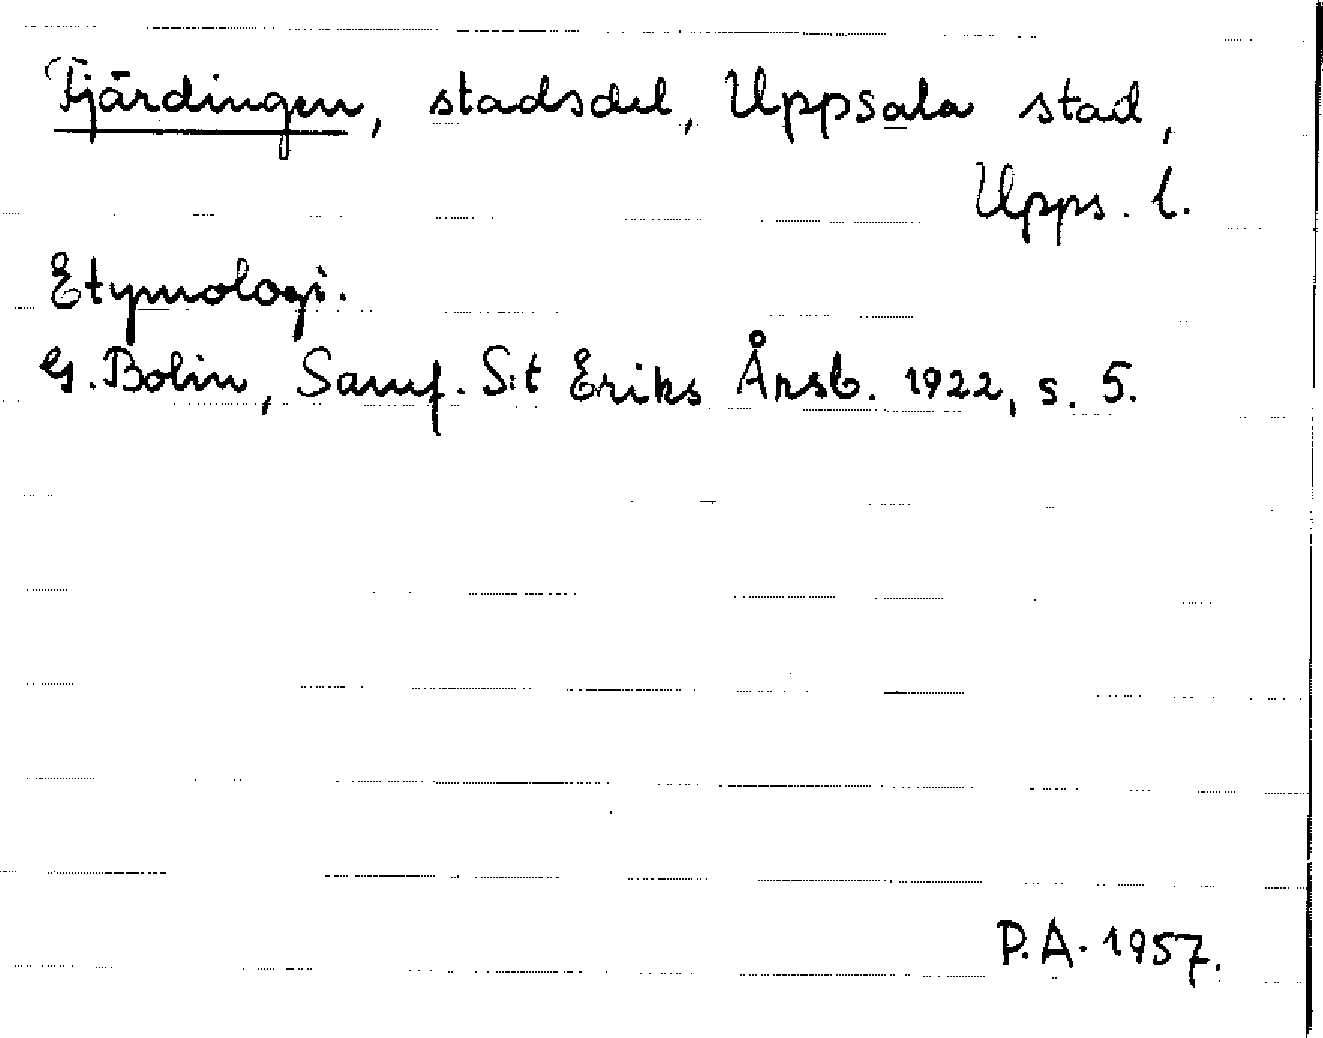 Fjärdingen, stadsdel, Uppsala stad,
Upps. l.
Etymologi.
G. Bolin, Samf. S:t Eriks Årsb. 1922, s. 5.
P.A. 1957.